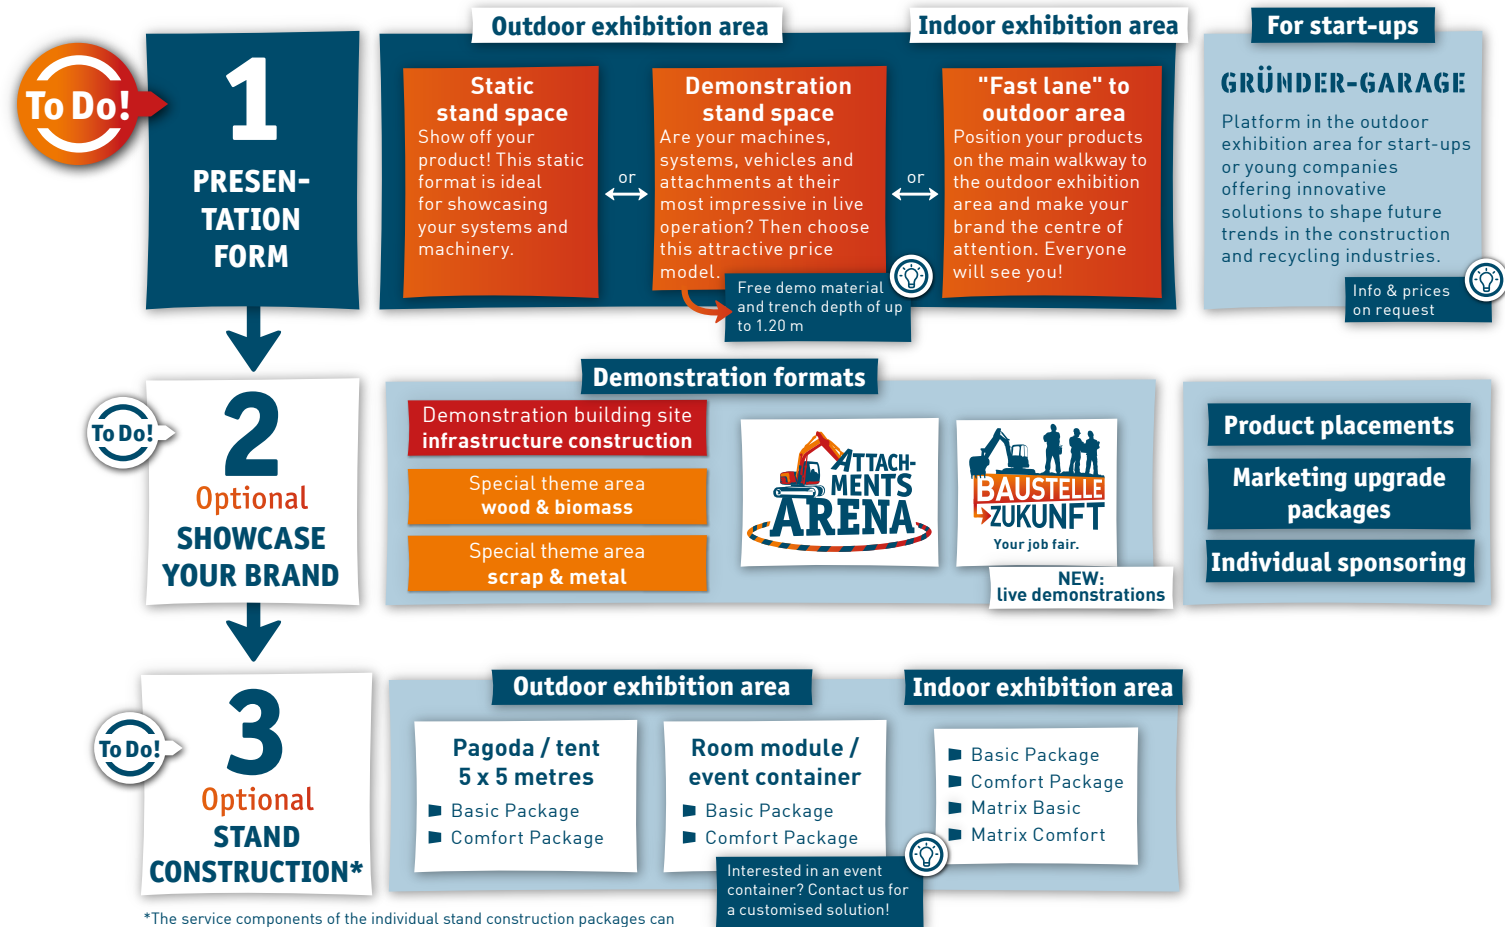 To Do!
1
PRESEN-
TATION
FORM
Outdoor exhibition area
Indoor exhibition area
Static
stand space
Show off your
product! This static
format is ideal
for showcasing
your systems and
machinery.
or
Demonstration
stand space
Are your machines,
systems, vehicles and
attachments at their
most impressive in live
operation? Then choose
this attractive price
model.
Free demo material
and trench depth of up
to 1.20 m
or
"Fast lane" to
outdoor area
Position your products
on the main walkway to
the outdoor exhibition
area and make your
brand the centre of
attention. Everyone
will see you!
For start-ups
GRÜNDER-GARAGE
Platform in the outdoor
exhibition area for start-ups
or young companies
offering innovative
solutions to shape future
trends in the construction
and recycling industries.
Info & prices
on request
To Do!
2
Optional
SHOWCASE
YOUR BRAND
Demonstration formats
Demonstration building site
infrastructure construction
Special theme area
wood & biomass
Special theme area
scrap & metal
ATTACH-
MENTS
ARENA
BAUSTELLE
ZUKUNFT
Your job fair.
NEW:
live demonstrations
Product placements
Marketing upgrade
packages
Individual sponsoring
To Do!
3
Optional
STAND
CONSTRUCTION*
Outdoor exhibition area
Indoor exhibition area
Pagoda / tent
5 x 5 metres
Basic Package
Comfort Package
Room module /
event container
Basic Package
Comfort Package
Interested in an event
container? Contact us for
a customised solution!
Basic Package
Comfort Package
Matrix Basic
Matrix Comfort
*The service components of the individual stand construction packages can